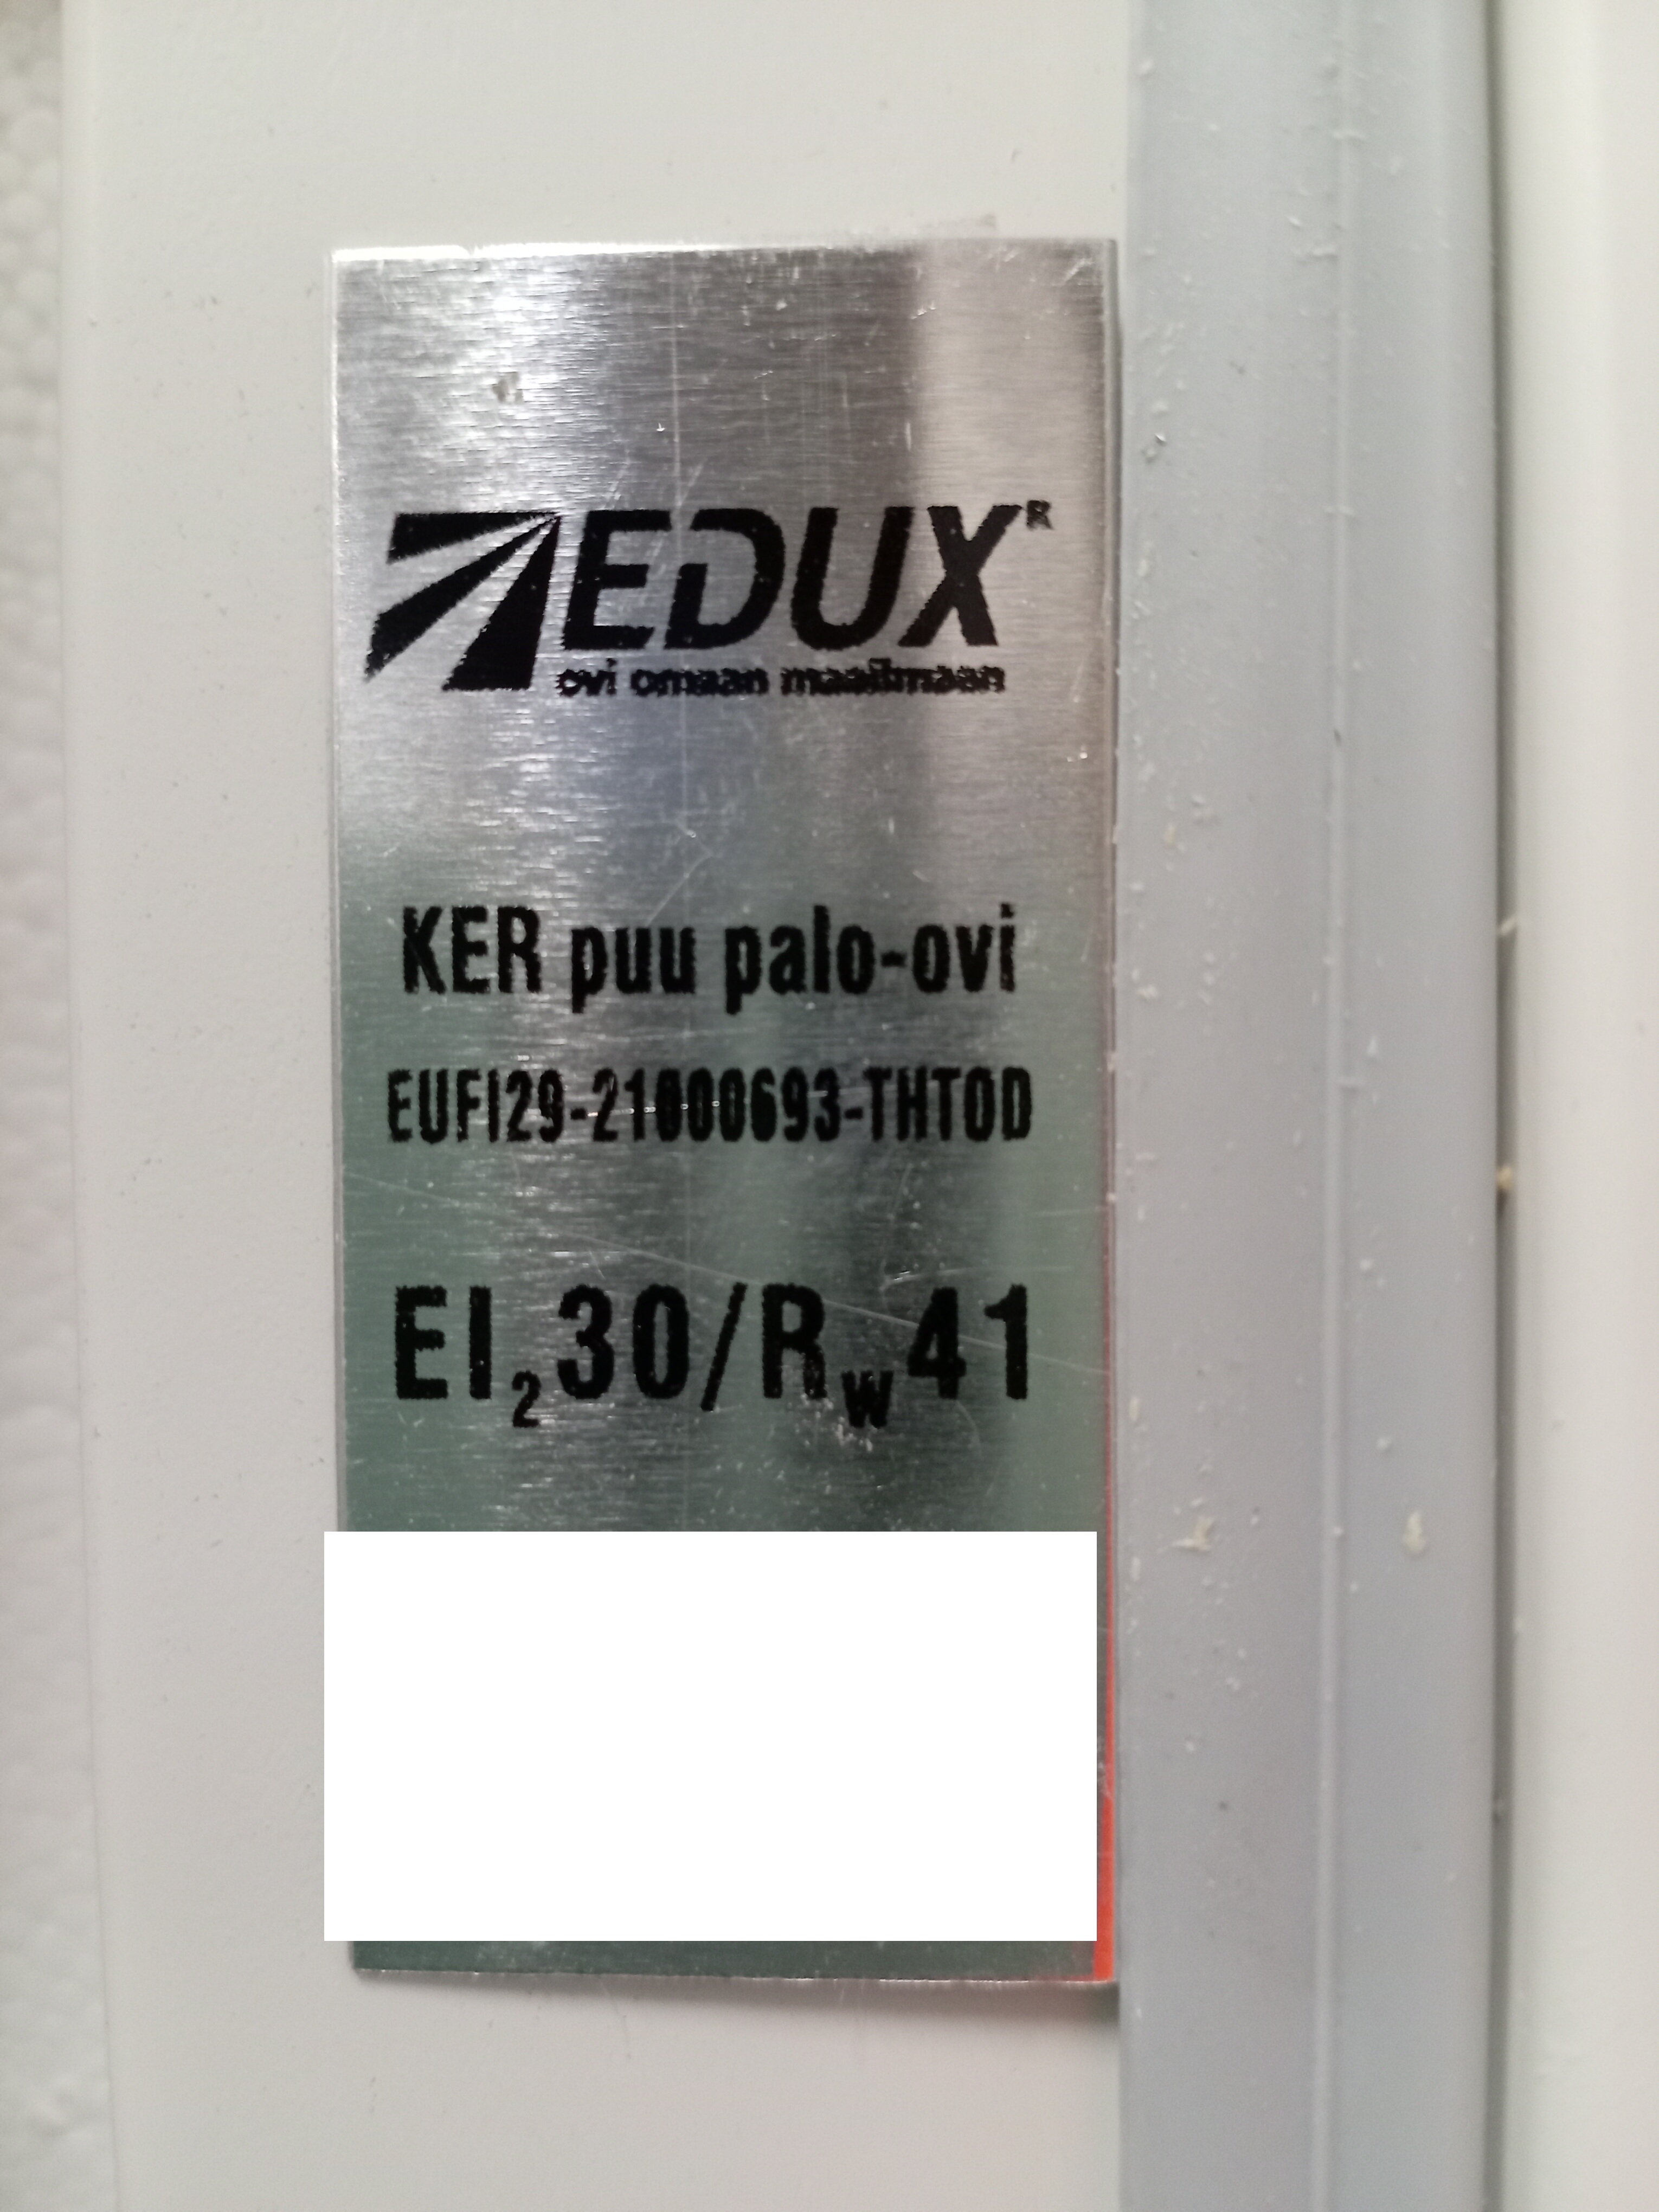 EDUX®
ovi omaan maailmaan
KER puu palo-ovi
EUFI29-21000693-THTOD
EI₂30/Rw41